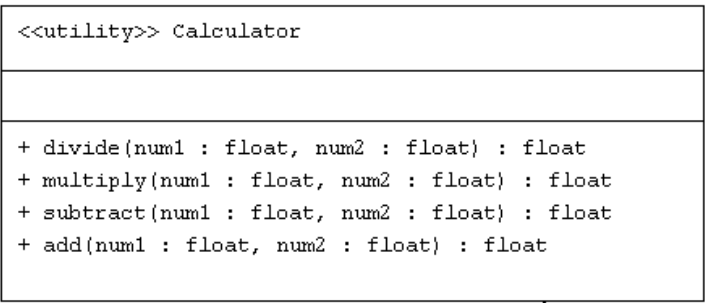 <<utility>> Calculator
+ divide(num1 : float, num2 : float) : float
+ multiply(num1 : float, num2 : float) : float
+ subtract(num1 : float, num2 : float) : float
+ add(num1 : float, num2 : float) : float